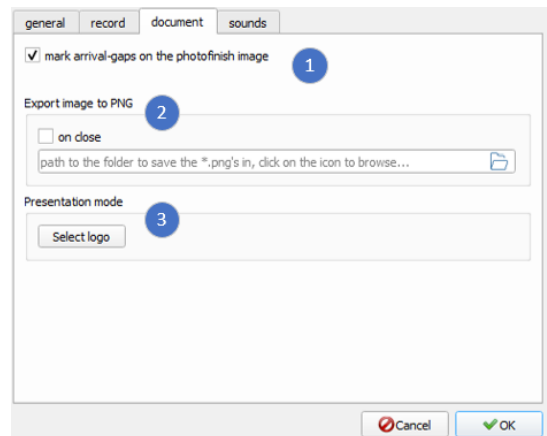 general record document sounds
mark arrival-gaps on the photofinish image
1
Export image to PNG
2
on close
path to the folder to save the *.png's in, click on the icon to browse...
Presentation mode
3
Select logo
Cancel OK